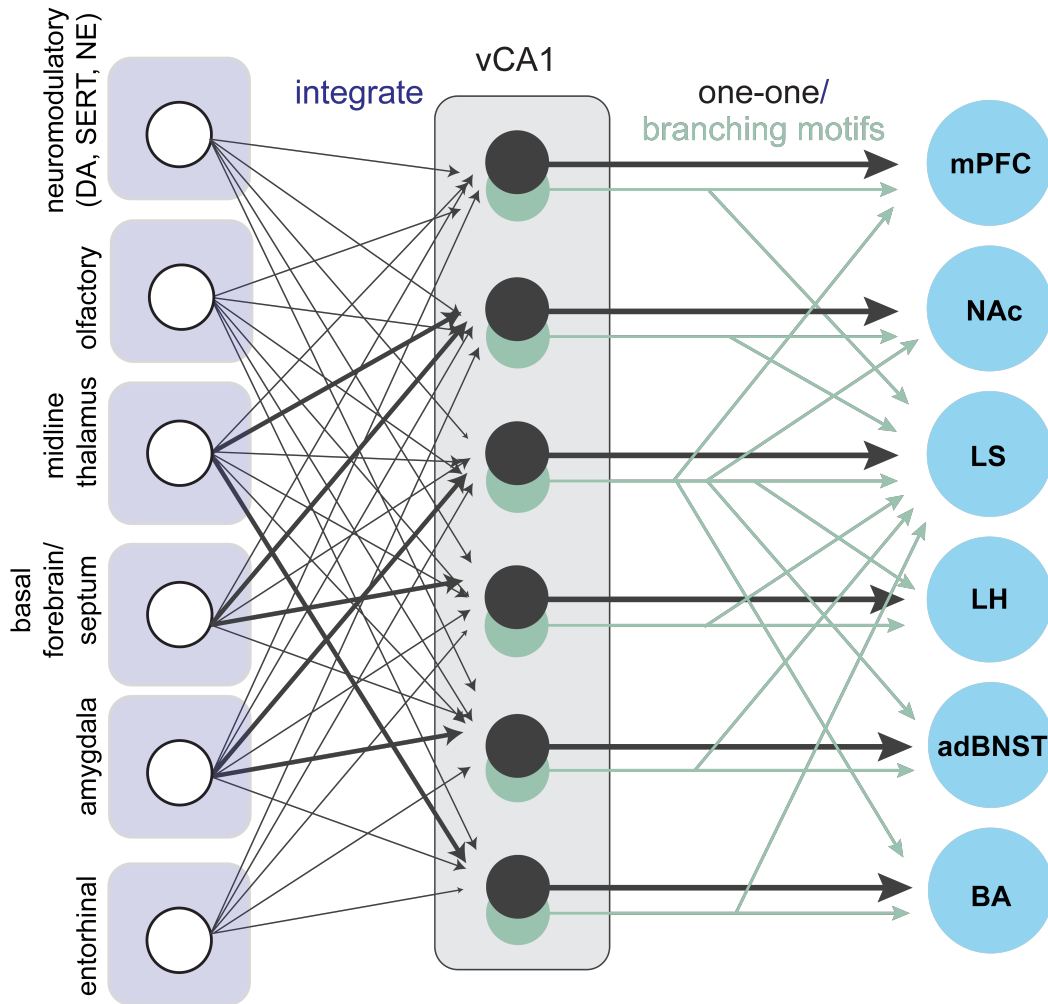 neuromodulatory
(DA, SERT, NE)
olfactory
midline
thalamus
basal
forebrain/
septum
amygdala
entorhinal
integrate
vCA1
one-one/
branching motifs
mPFC
NAc
LS
LH
adBNST
BA